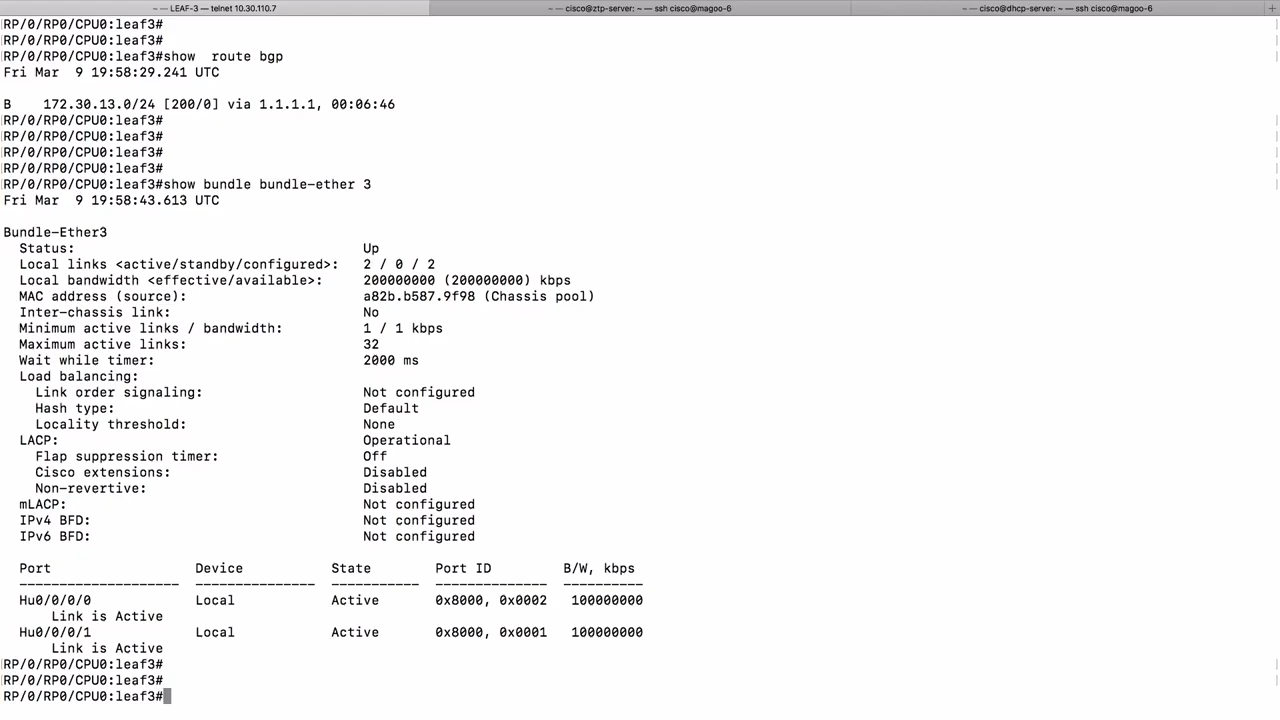 ~ — LEAF-3 — telnet 10.30.110.7
~ — cisco@ztp-server: ~ — ssh cisco@magoo-6
~ — cisco@dhcp-server: ~ — ssh cisco@magoo-6
+
RP/0/RP0/CPU0:leaf3#
RP/0/RP0/CPU0:leaf3#
RP/0/RP0/CPU0:leaf3#show  route bgp
Fri Mar  9 19:58:29.241 UTC
B    172.30.13.0/24 [200/0] via 1.1.1.1, 00:06:46
RP/0/RP0/CPU0:leaf3#
RP/0/RP0/CPU0:leaf3#
RP/0/RP0/CPU0:leaf3#
RP/0/RP0/CPU0:leaf3#
RP/0/RP0/CPU0:leaf3#show bundle bundle-ether 3
Fri Mar  9 19:58:43.613 UTC
Bundle-Ether3
Status: Up
Local links <active/standby/configured>: 2 / 0 / 2
Local bandwidth <effective/available>: 200000000 (200000000) kbps
MAC address (source): a82b.b587.9f98 (Chassis pool)
Inter-chassis link: No
Minimum active links / bandwidth: 1 / 1 kbps
Maximum active links: 32
Wait while timer: 2000 ms
Load balancing:
Link order signaling: Not configured
Hash type: Default
Locality threshold: None
LACP: Operational
Flap suppression timer: Off
Cisco extensions: Disabled
Non-revertive: Disabled
mLACP: Not configured
IPv4 BFD: Not configured
IPv6 BFD: Not configured
Port Device State Port ID B/W, kbps
-------------------- --------------- ----------- -------------- ----------
Hu0/0/0/0 Local Active 0x8000, 0x0002 100000000
Link is Active
Hu0/0/0/1 Local Active 0x8000, 0x0001 100000000
Link is Active
RP/0/RP0/CPU0:leaf3#
RP/0/RP0/CPU0:leaf3#
RP/0/RP0/CPU0:leaf3#